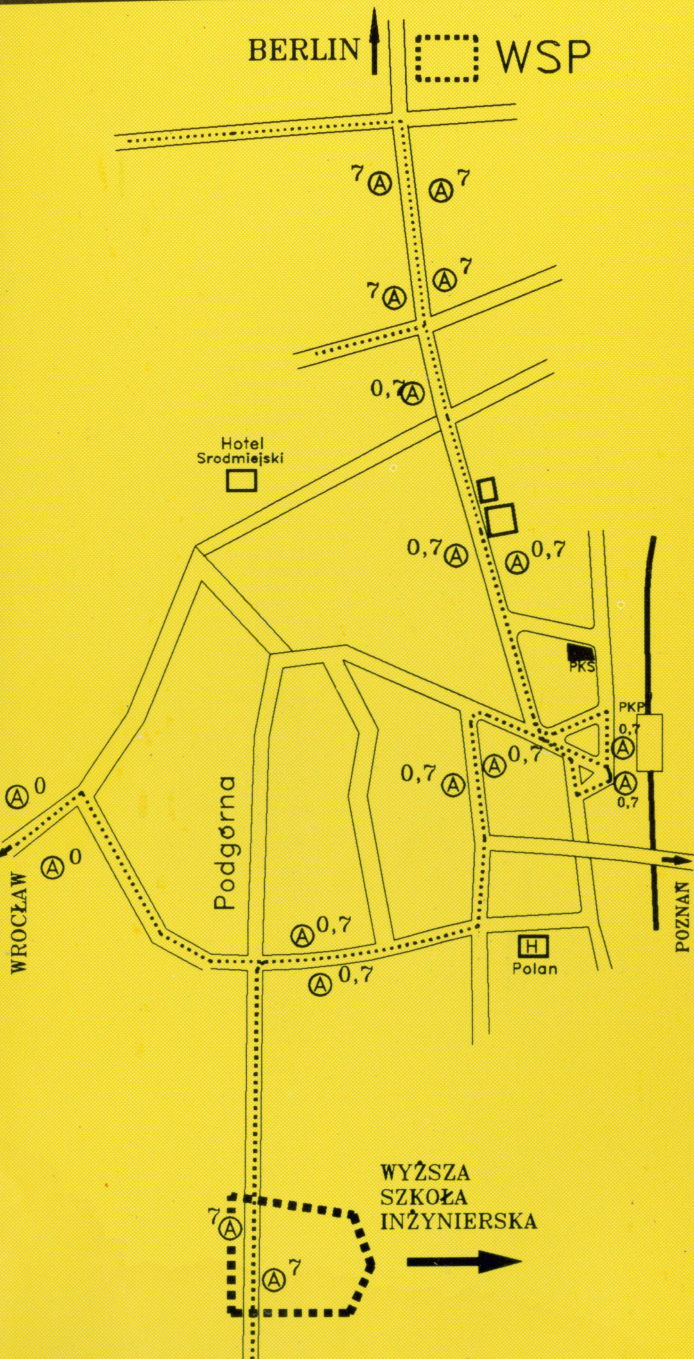 BERLIN
WSP
7 A
A 7
A 7
7 A
0,7 A
Hotel
Srodmiejski
0,7 A
A 0,7
PKS
PKP
0,7
A
A 0,7
0,7 A
A
0,7
A 0
A 0
Podgórna
WROCŁAW
POZNAŃ
A 0,7
A 0,7
H
Polan
WYŻSZA
SZKOŁA
INŻYNIERSKA
7 A
A 7